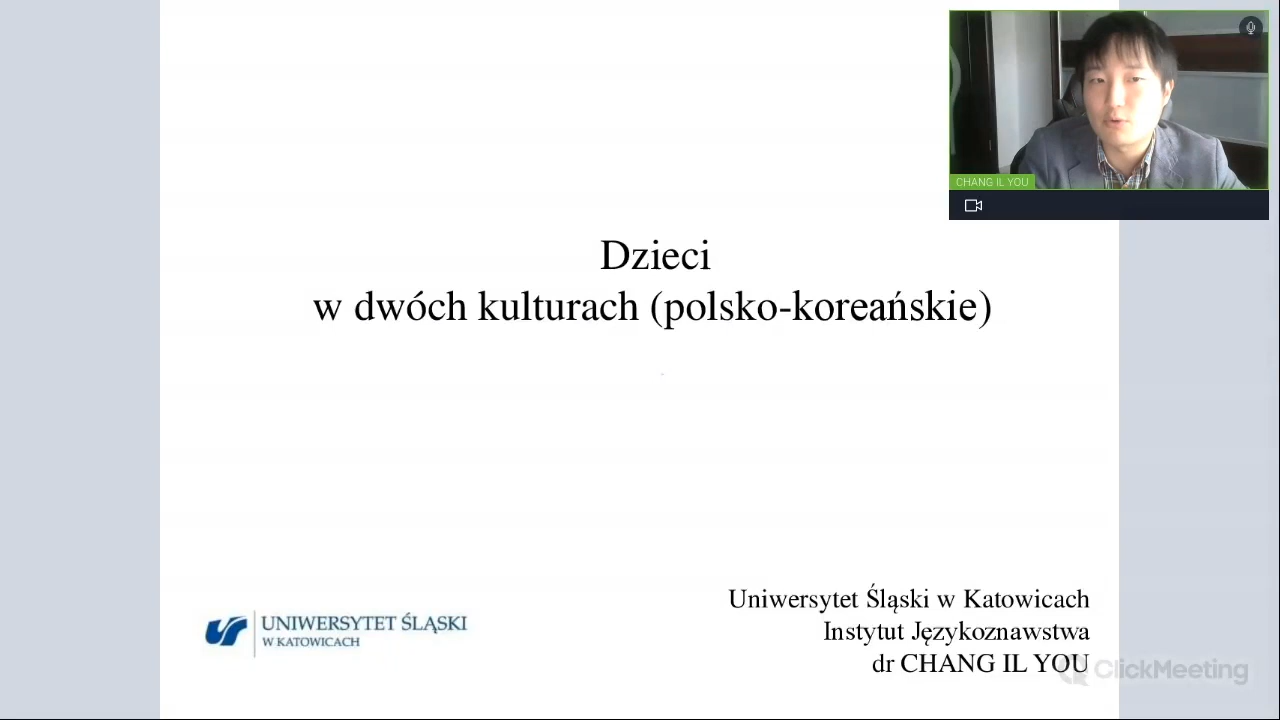 CHANG IL YOU
Dzieci
w dwóch kulturach (polsko-koreańskie)
UNIWERSYTET ŚLĄSKI
W KATOWICACH
Uniwersytet Śląski w Katowicach
Instytut Językoznawstwa
dr CHANG IL YOU
ClickMeeting